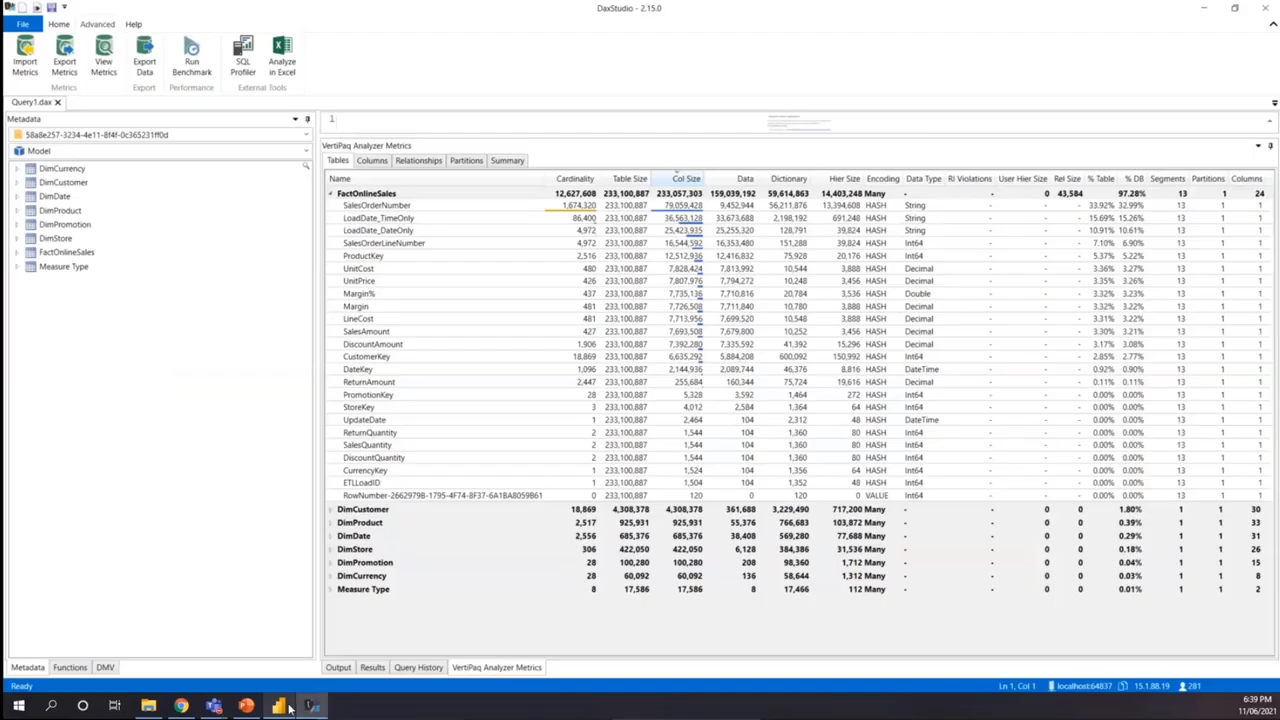 DaxStudio - 2.15.0
File Home Advanced Help
Import Metrics Export Metrics View Metrics Export Data Run Benchmark SQL Profiler Analyze in Excel
Metrics Export Performance External Tools
Query1.dax
Metadata
58a8e257-3234-4e11-8f4f-0c365231ff0d
Model
DimCurrency
DimCustomer
DimDate
DimProduct
DimPromotion
DimStore
FactOnlineSales
Measure Type
1
VertiPaq Analyzer Metrics
Tables Columns Relationships Partitions Summary
Name Cardinality Table Size Col Size Data Dictionary Hier Size Encoding Data Type RI Violations User Hier Size Rel Size % Table % DB Segments Partitions Columns
FactOnlineSales 12,627,608 233,100,887 233,057,303 159,039,192 59,614,863 14,403,248 Many - 0 43,584 97.28% 13 1 24
SalesOrderNumber 1,674,320 233,100,887 79,059,428 9,452,944 56,211,876 13,394,608 HASH String - - - 33.92% 32.99% 13 1 1
LoadDate_TimeOnly 86,400 233,100,887 36,563,128 33,673,688 2,198,192 691,248 HASH String - - - 15.69% 15.26% 13 1 1
LoadDate_DateOnly 4,972 233,100,887 25,423,935 25,255,320 128,791 39,824 HASH String - - - 10.91% 10.61% 13 1 1
SalesOrderLineNumber 4,972 233,100,887 16,544,592 16,353,480 151,288 39,824 HASH Int64 - - - 7.10% 6.90% 13 1 1
ProductKey 2,516 233,100,887 12,512,936 12,416,832 75,928 20,176 HASH Int64 - - - 5.37% 5.22% 13 1 1
UnitCost 480 233,100,887 7,828,424 7,813,992 10,544 3,888 HASH Decimal - - - 3.36% 3.27% 13 1 1
UnitPrice 426 233,100,887 7,807,976 7,794,272 10,248 3,456 HASH Decimal - - - 3.35% 3.26% 13 1 1
Margin% 437 233,100,887 7,735,136 7,710,816 20,784 3,536 HASH Double - - - 3.32% 3.23% 13 1 1
Margin 481 233,100,887 7,726,508 7,711,840 10,780 3,888 HASH Decimal - - - 3.32% 3.22% 13 1 1
LineCost 481 233,100,887 7,713,956 7,699,520 10,548 3,888 HASH Decimal - - - 3.31% 3.22% 13 1 1
SalesAmount 427 233,100,887 7,693,508 7,679,800 10,252 3,456 HASH Decimal - - - 3.30% 3.21% 13 1 1
DiscountAmount 1,906 233,100,887 7,392,280 7,335,592 41,392 15,296 HASH Decimal - - - 3.17% 3.08% 13 1 1
CustomerKey 18,869 233,100,887 6,635,292 5,884,208 600,092 150,992 HASH Int64 - - - 2.85% 2.77% 13 1 1
DateKey 1,096 233,100,887 2,144,936 2,089,744 46,376 8,816 HASH DateTime - - - 0.92% 0.90% 13 1 1
ReturnAmount 2,447 233,100,887 255,684 160,344 75,724 19,616 HASH Decimal - - - 0.11% 0.11% 13 1 1
PromotionKey 28 233,100,887 5,328 3,592 1,464 272 HASH Int64 - - - 0.00% 0.00% 13 1 1
StoreKey 3 233,100,887 4,012 2,584 1,364 64 HASH Int64 - - - 0.00% 0.00% 13 1 1
UpdateDate 1 233,100,887 2,464 104 2,312 48 HASH DateTime - - - 0.00% 0.00% 13 1 1
ReturnQuantity 2 233,100,887 1,544 104 1,360 80 HASH Int64 - - - 0.00% 0.00% 13 1 1
SalesQuantity 2 233,100,887 1,544 104 1,360 80 HASH Int64 - - - 0.00% 0.00% 13 1 1
DiscountQuantity 2 233,100,887 1,544 104 1,360 80 HASH Int64 - - - 0.00% 0.00% 13 1 1
CurrencyKey 1 233,100,887 1,524 104 1,356 64 HASH Int64 - - - 0.00% 0.00% 13 1 1
ETLLoadID 1 233,100,887 1,504 104 1,352 48 HASH Int64 - - - 0.00% 0.00% 13 1 1
RowNumber-2662979B-1795-4F74-8F37-6A1BA8059B61 0 233,100,887 120 0 120 0 VALUE Int64 - - - 0.00% 0.00% 13 1 1
DimCustomer 18,869 4,308,378 4,308,378 361,688 3,229,490 717,200 Many - - 0 0 1.80% 1 1 30
DimProduct 2,517 925,931 925,931 55,376 766,683 103,872 Many - - 0 0 0.39% 1 1 33
DimDate 2,556 685,376 685,376 38,408 569,280 77,688 Many - - 0 0 0.29% 1 1 31
DimStore 306 422,050 422,050 6,128 384,386 31,536 Many - - 0 0 0.18% 1 1 26
DimPromotion 28 100,280 100,280 208 98,360 1,712 Many - - 0 0 0.04% 1 1 15
DimCurrency 28 60,092 60,092 136 58,644 1,312 Many - - 0 0 0.03% 1 1 8
Measure Type 8 17,586 17,586 8 17,466 112 Many - - 0 0 0.01% 1 1 2
Metadata Functions DMV
Output Results Query History VertiPaq Analyzer Metrics
Ready Ln 1, Col 1 localhost:64837 15.1.88.19 281
6:39 PM
11/06/2021